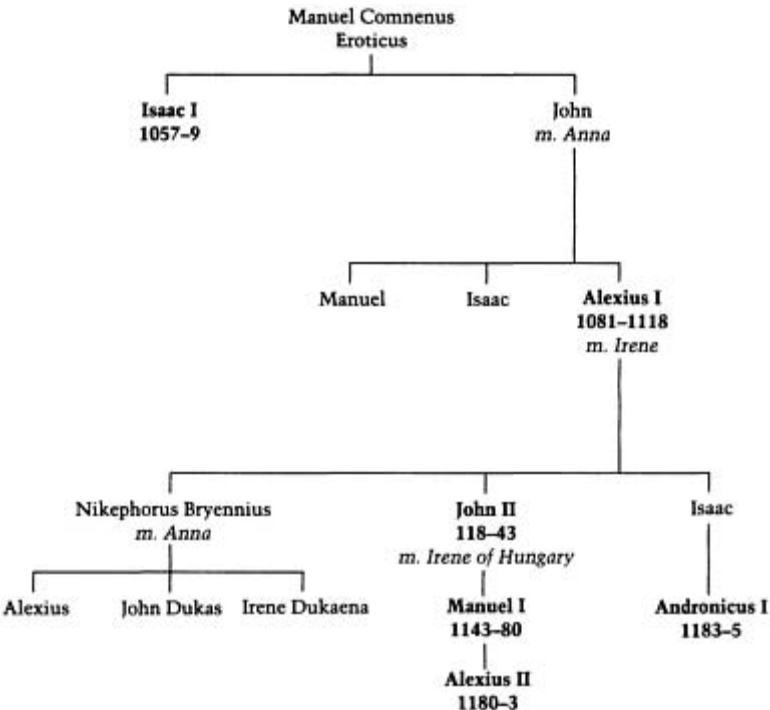 Manuel Comnenus
Eroticus
Isaac I
1057–9
John
m. Anna
Manuel
Isaac
Alexius I
1081–1118
m. Irene
Nikephorus Bryennius
m. Anna
John II
118–43
m. Irene of Hungary
Isaac
Alexius
John Dukas
Irene Dukaena
Manuel I
1143–80
Andronicus I
1183–5
Alexius II
1180–3